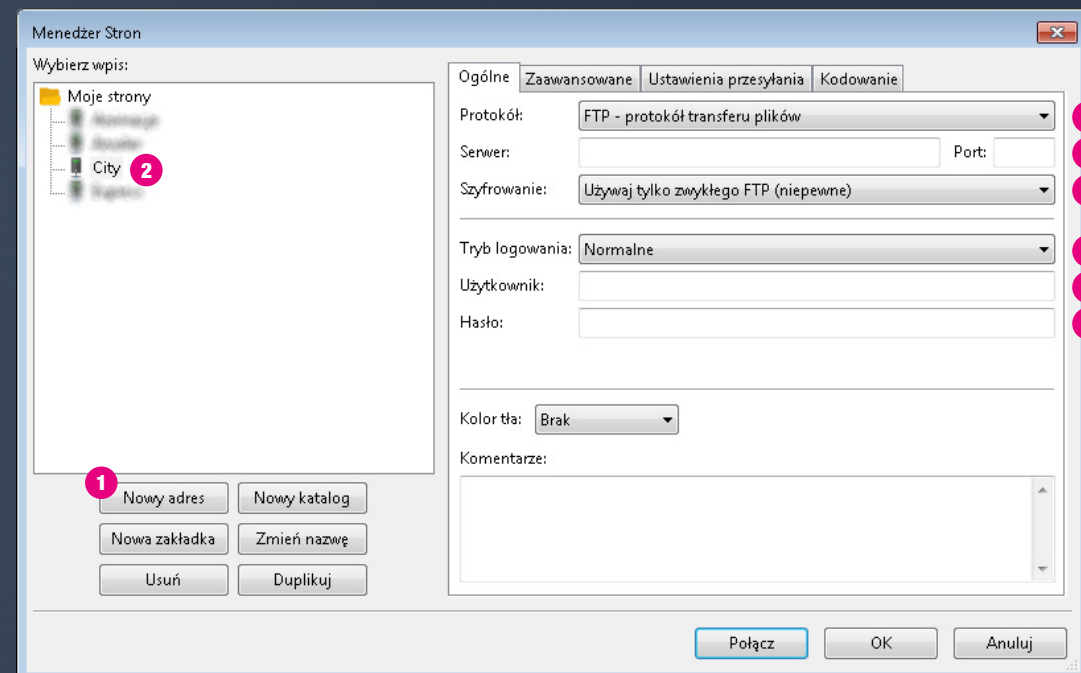 Menedżer Stron
Wybierz wpis:
Moje strony
City 2
1
Nowy adres Nowy katalog
Nowa zakładka Zmień nazwę
Usuń Duplikuj
Ogólne Zaawansowane Ustawienia przesyłania Kodowanie
Protokół: FTP - protokół transferu plików
Serwer: Port:
Szyfrowanie: Używaj tylko zwykłego FTP (niepewne)
Tryb logowania: Normalne
Użytkownik:
Hasło:
Kolor tła: Brak
Komentarze:
Połącz OK Anuluj